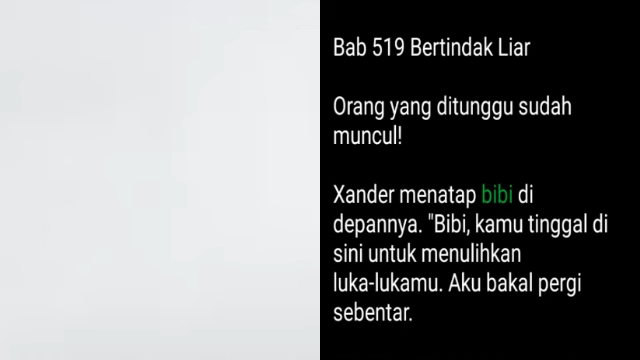 Bab 519 Bertindak Liar
Orang yang ditunggu sudah
muncul!
Xander menatap bibi di
depannya. "Bibi, kamu tinggal di
sini untuk menulihkan
luka-lukamu. Aku bakal pergi
sebentar.